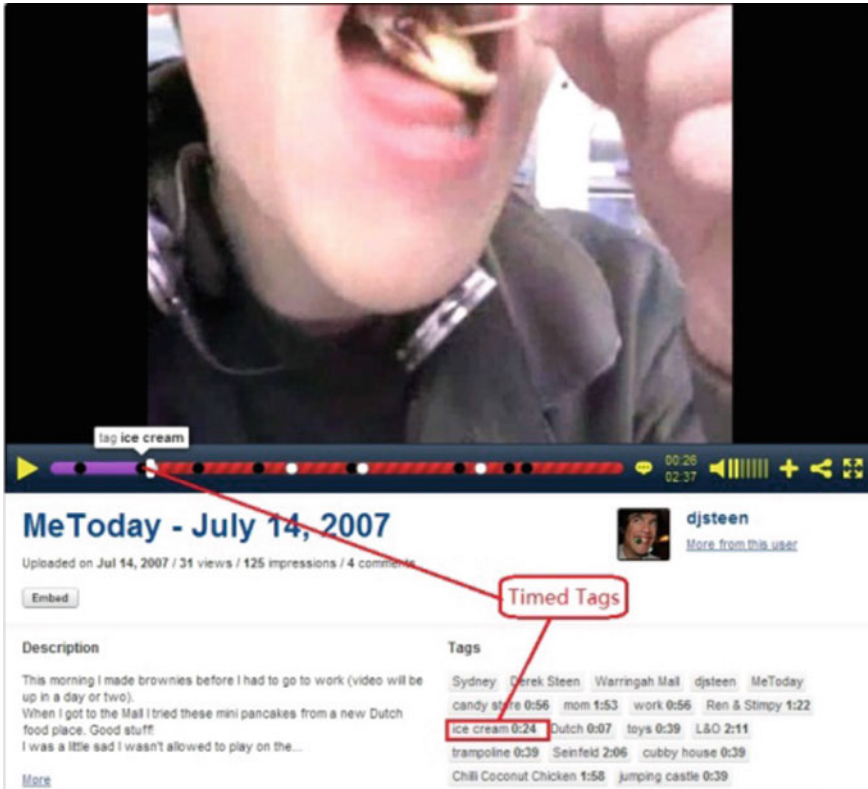 tag ice cream
00:26
02:37
MeToday - July 14, 2007
djsteen
More from this user
Uploaded on Jul 14, 2007 / 31 views / 125 impressions / 4 comments
Embed
Timed Tags
Description
This morning I made brownies before I had to go to work (video will be
up in a day or two).
When I got to the Mall I tried these mini pancakes from a new Dutch
food place. Good stuff!
I was a little sad I wasn't allowed to play on the...
More
Tags
Sydney Derek Steen Warringah Mall djsteen MeToday
candy store 0:56 mom 1:53 work 0:56 Ren & Stimpy 1:22
ice cream 0:24 Dutch 0:07 toys 0:39 L&O 2:11
trampoline 0:39 Seinfeld 2:06 cubby house 0:39
Chilli Coconut Chicken 1:58 jumping castle 0:39